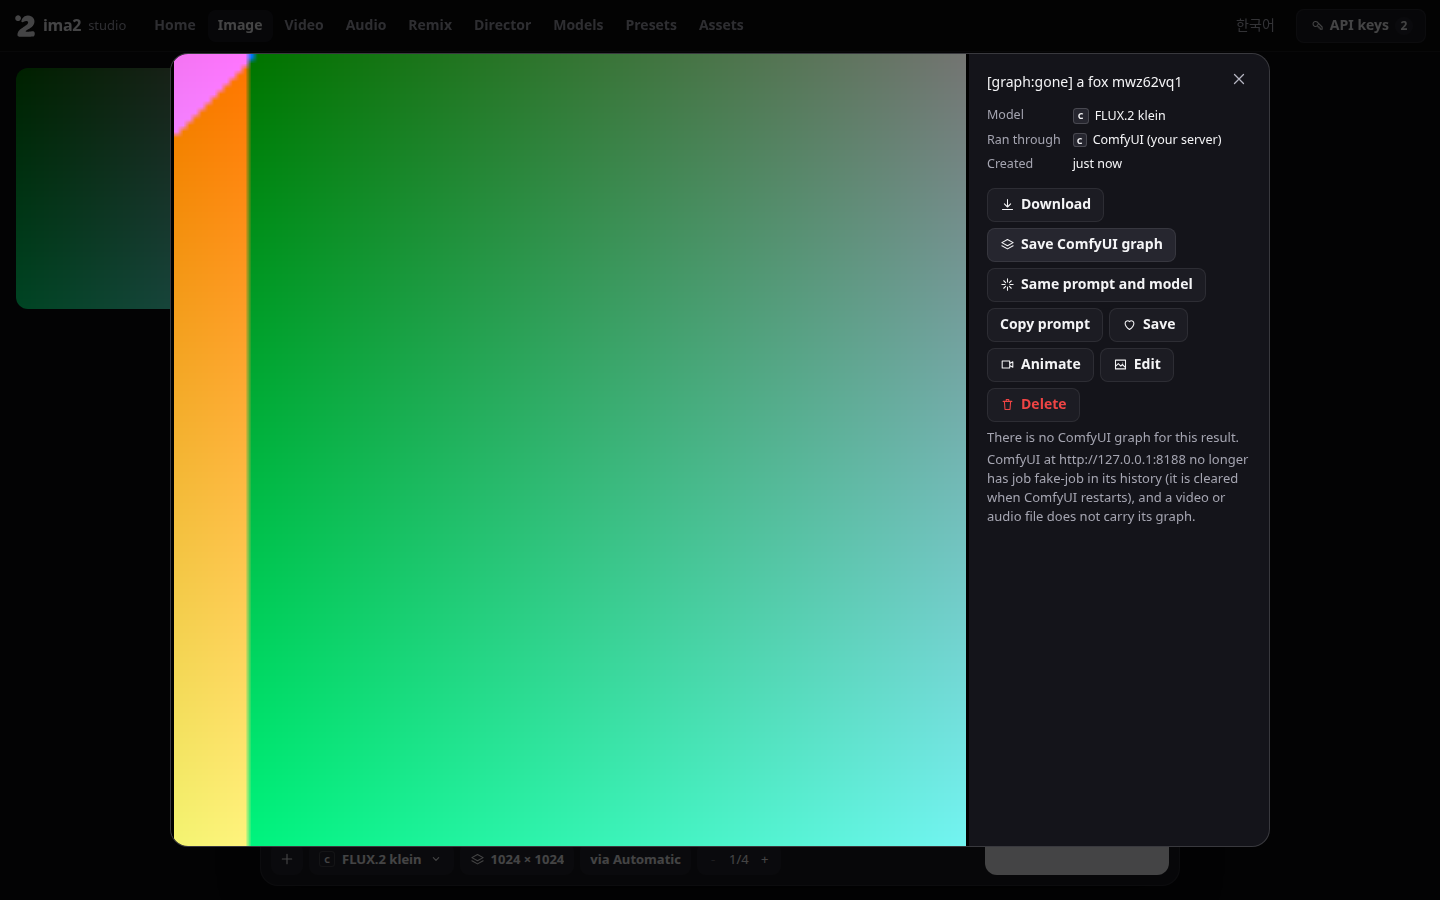 ima2 studio Home Image Video Audio Remix Director Models Presets Assets 한국어 API keys 2
[graph:gone] a fox mwz62vq1
Model c FLUX.2 klein
Ran through c ComfyUI (your server)
Created just now
Download
Save ComfyUI graph
Same prompt and model
Copy prompt Save
Animate Edit
Delete
There is no ComfyUI graph for this result.
ComfyUI at http://127.0.0.1:8188 no longer
has job fake-job in its history (it is cleared
when ComfyUI restarts), and a video or
audio file does not carry its graph.
+ c FLUX.2 klein 1024 × 1024 via Automatic - 1/4 +